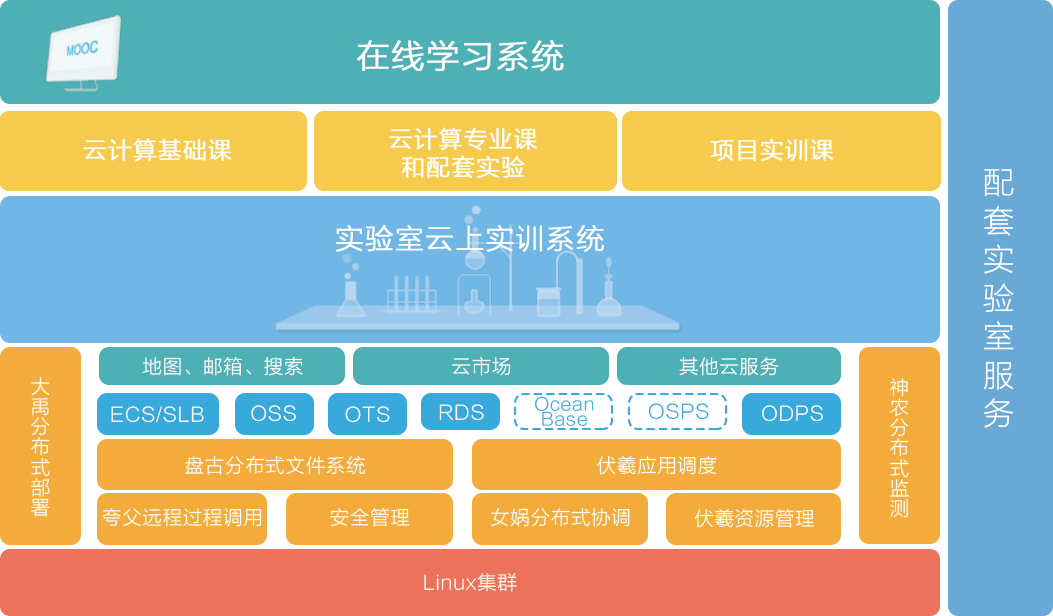 MOOC
在线学习系统
云计算基础课
云计算专业课
和配套实验
项目实训课
实验室云上实训系统
地图、邮箱、搜索
云市场
其他云服务
ECS/SLB
OSS
OTS
RDS
Ocean
Base
OSPS
ODPS
盘古分布式文件系统
伏羲应用调度
夸父远程过程调用
安全管理
女娲分布式协调
伏羲资源管理
大禹分布式部署
神农分布式监测
Linux集群
配套实验室服务